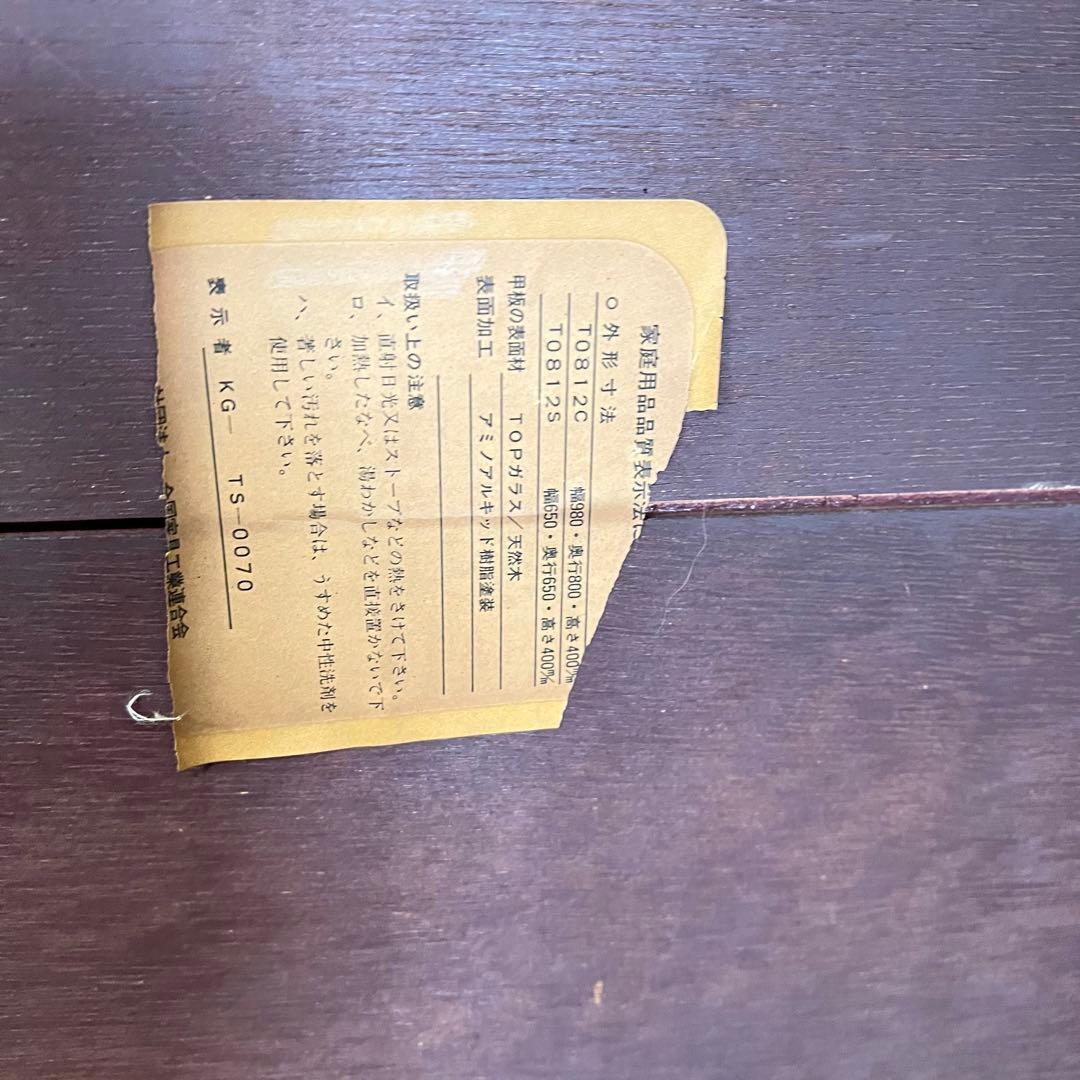 家庭用品品質表示法に
○外形寸法
T0812C 幅980・奥行800・高さ400㎜
T0812S 幅650・奥行650・高さ400㎜
甲板の表面材 TOPガラス/天然木
表面加工 アミノアルキッド樹脂塗装
取扱い上の注意
イ、直射日光又はストーブなどの熱をさけて下さい。
ロ、加熱したなべ、湯わかしなどを直接置かないで下
さい。
ハ、著しい汚れを落とす場合は、うすめた中性洗剤を
使用して下さい。
表示者 KG— TS—0070
社団法人 全国家具工業連合会